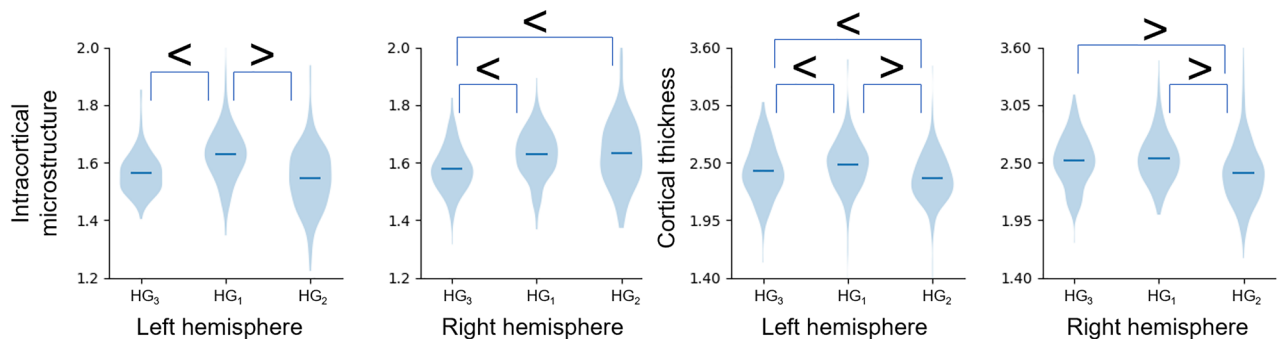 < > < < < < > > >
2.0 2.0 3.60 3.60
1.8 1.8 3.05 3.05
1.6 1.6 2.50 2.50
1.4 1.4 1.95 1.95
1.2 1.2 1.40 1.40
Intracortical
microstructure
Cortical thickness
HG₃ HG₁ HG₂ HG₃ HG₁ HG₂ HG₃ HG₁ HG₂ HG₃ HG₁ HG₂
Left hemisphere Right hemisphere Left hemisphere Right hemisphere